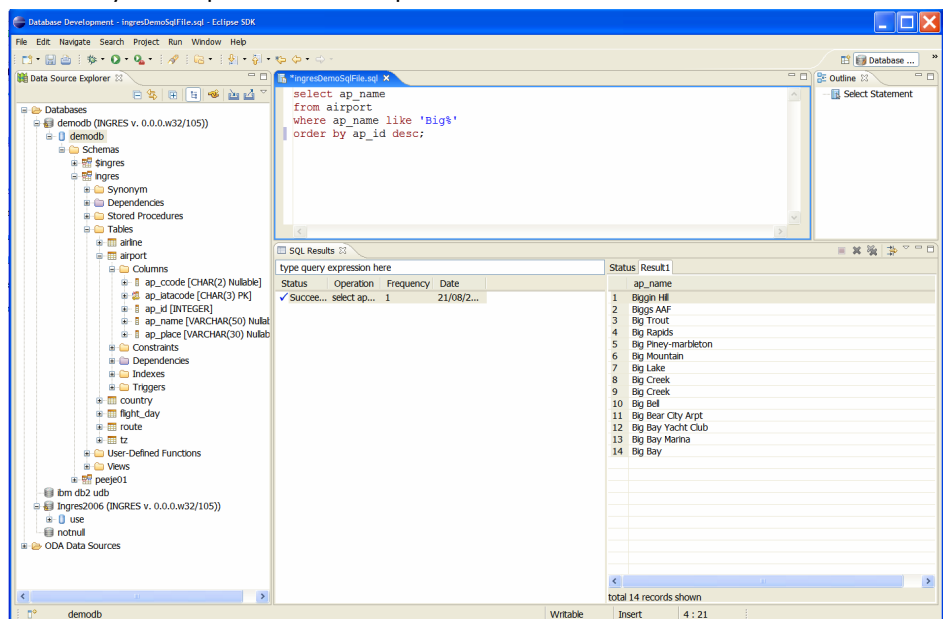 Database Development - ingresDemoSqlFile.sql - Eclipse SDK
File Edit Navigate Search Project Run Window Help
Database ...
Data Source Explorer
Databases
demodb (INGRES v. 0.0.0.w32/105))
demodb
Schemas
$ingres
ingres
Synonym
Dependencies
Stored Procedures
Tables
airline
airport
Columns
ap_ccode [CHAR(2) Nullable]
ap_iatacode [CHAR(3) PK]
ap_id [INTEGER]
ap_name [VARCHAR(50) Nullab
ap_place [VARCHAR(30) Nullab
Constraints
Dependencies
Indexes
Triggers
country
flight_day
route
tz
User-Defined Functions
Views
peeje01
ibm db2 udb
Ingres2006 (INGRES v. 0.0.0.w32/105))
use
notnull
ODA Data Sources
*ingresDemoSqlFile.sql
select ap_name
from airport
where ap_name like 'Big%'
order by ap_id desc;
Outline
Select Statement
SQL Results
type query expression here
Status Operation Frequency Date
Succee... select ap... 1 21/08/2...
Status Result1
ap_name
1 Biggin Hill
2 Biggs AAF
3 Big Trout
4 Big Rapids
5 Big Piney-marbleton
6 Big Mountain
7 Big Lake
8 Big Creek
9 Big Creek
10 Big Bell
11 Big Bear City Arpt
12 Big Bay Yacht Club
13 Big Bay Marina
14 Big Bay
total 14 records shown
demodb
Writable Insert 4 : 21